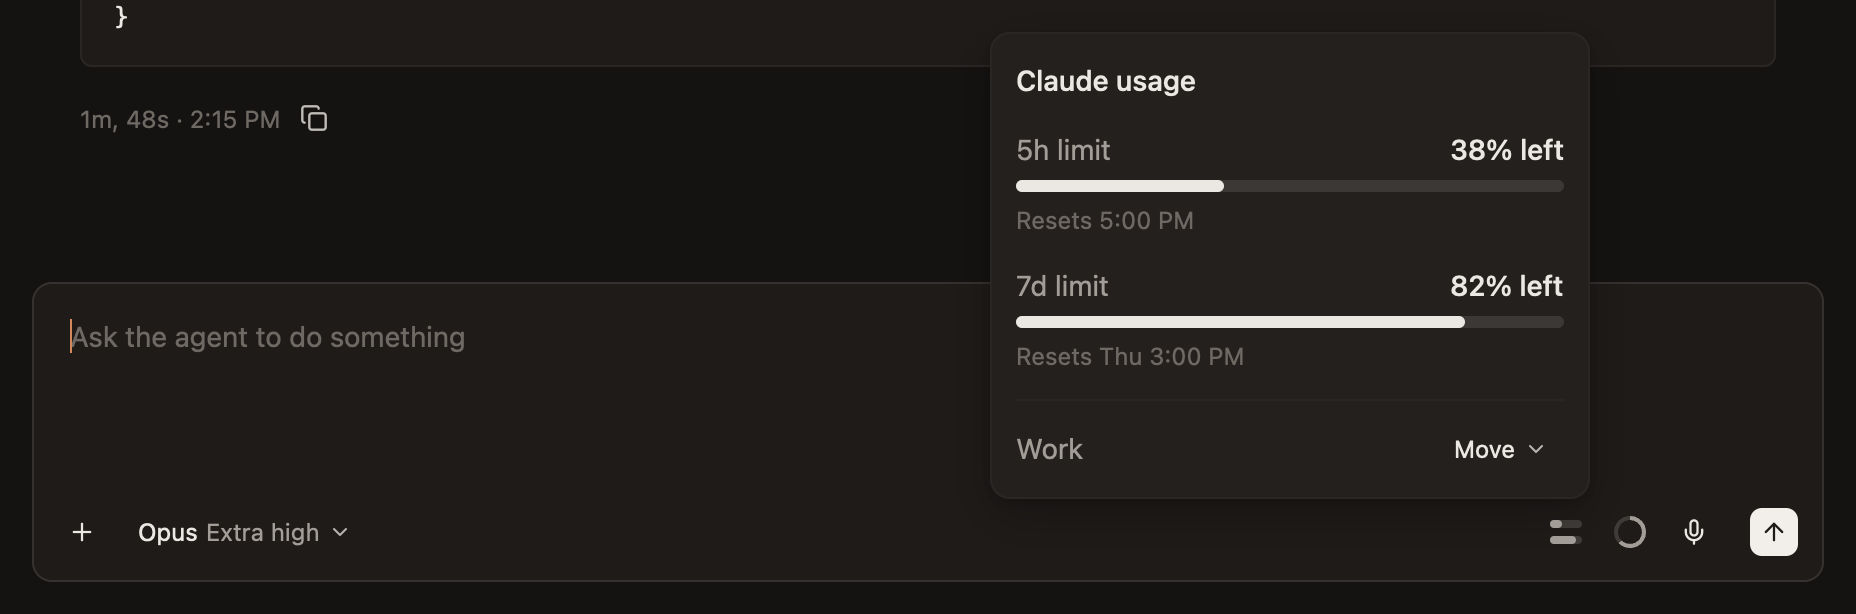 }
1m, 48s · 2:15 PM
Claude usage
5h limit 38% left
Resets 5:00 PM
7d limit 82% left
Resets Thu 3:00 PM
Work Move
Ask the agent to do something
Opus Extra high